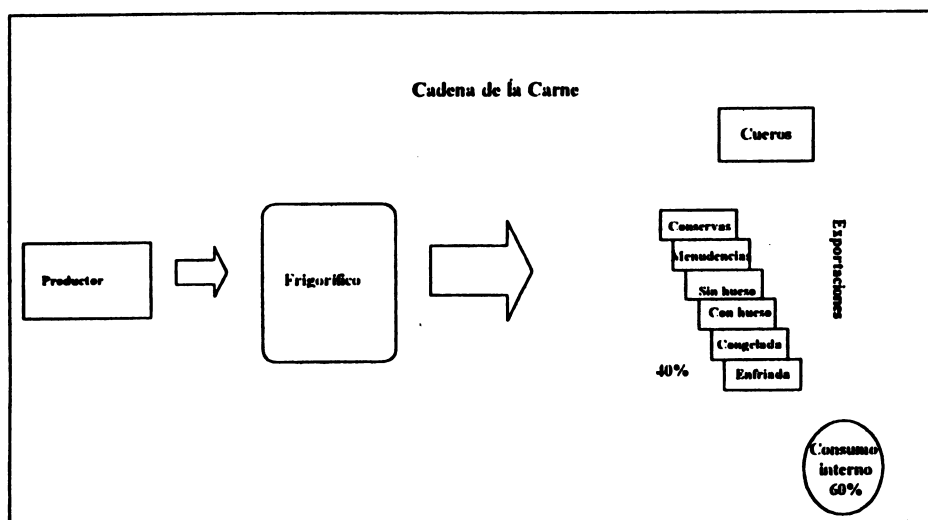 Cadena de la Carne
Cueros
Conservas
Menudencias
Productor
Frigorífico
Sin hueso
Con hueso
Congelada
40%
Enfriada
Exportaciones
Consumo
interno
60%